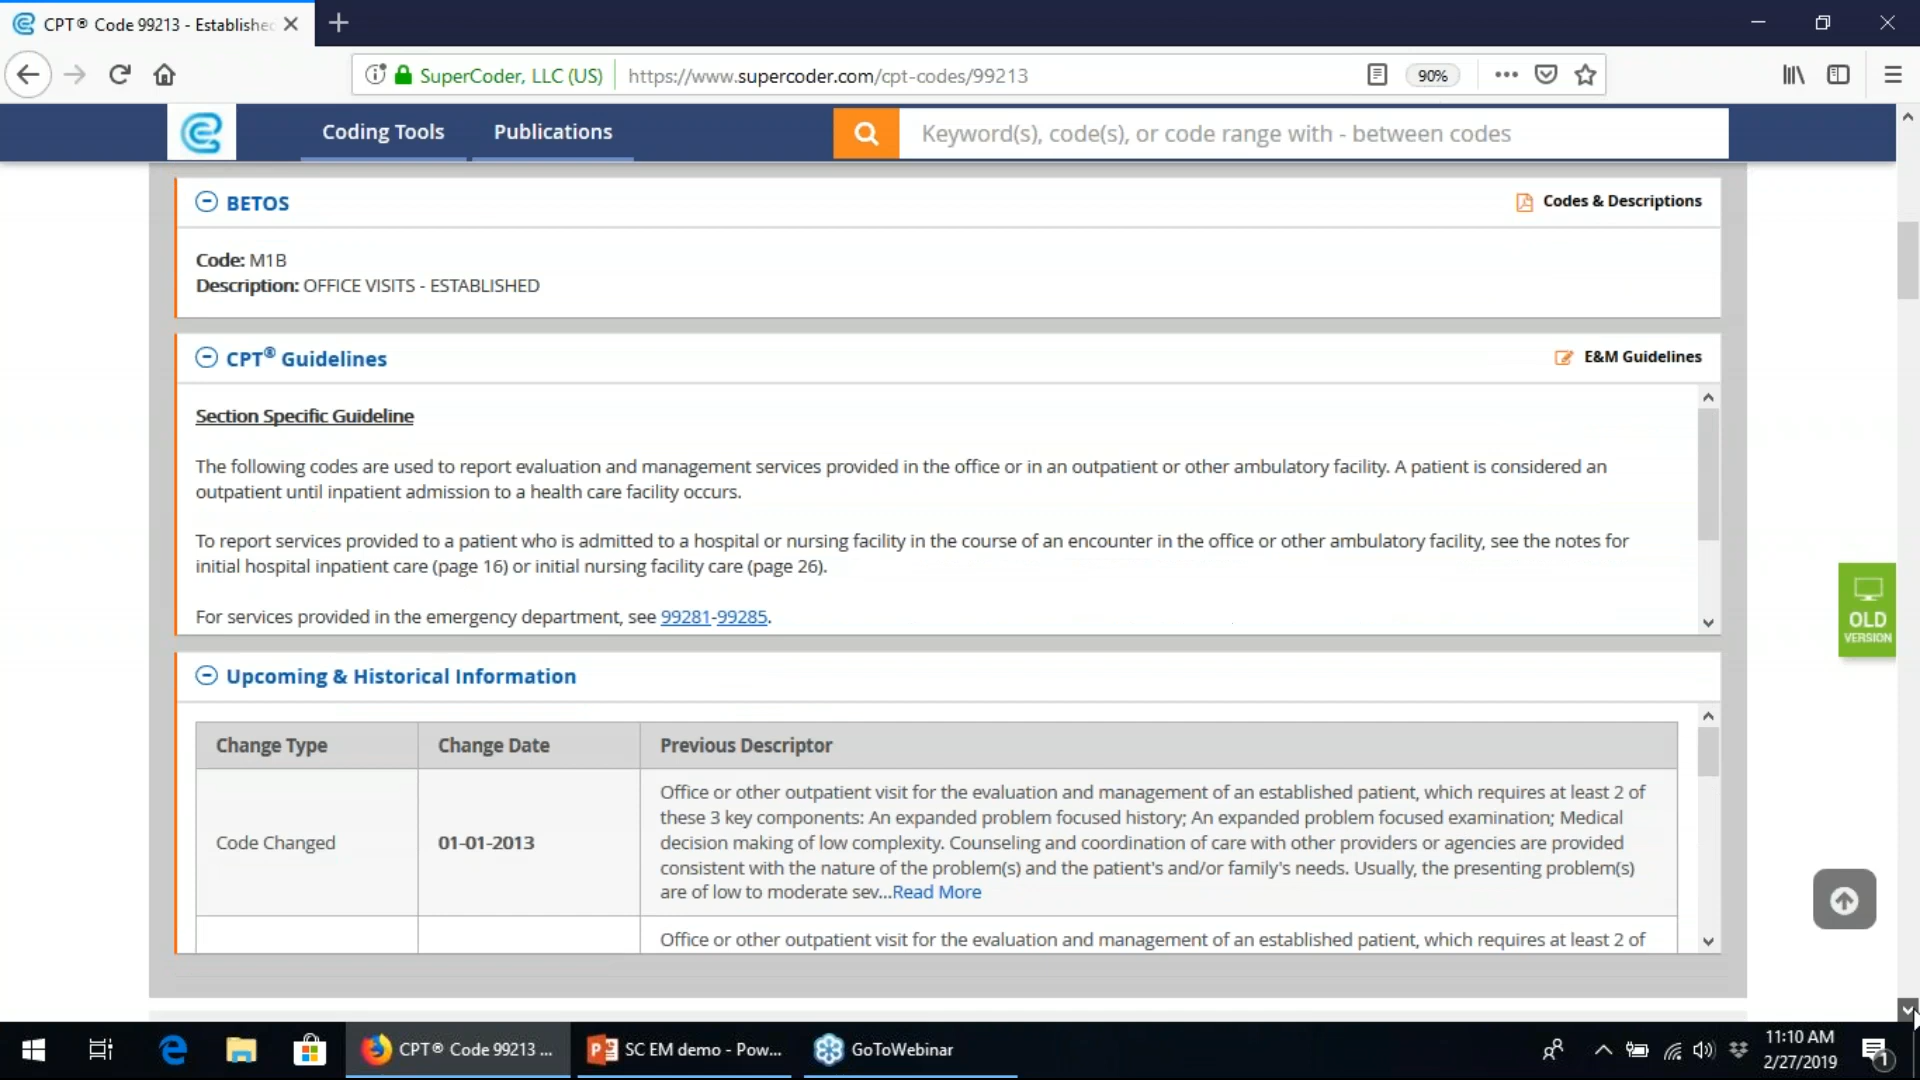 CPT® Code 99213 - Established
SuperCoder, LLC (US)
https://www.supercoder.com/cpt-codes/99213
90%
Coding Tools
Publications
Keyword(s), code(s), or code range with - between codes
BETOS
Codes & Descriptions
Code: M1B
Description: OFFICE VISITS - ESTABLISHED
CPT® Guidelines
E&M Guidelines
Section Specific Guideline
The following codes are used to report evaluation and management services provided in the office or in an outpatient or other ambulatory facility. A patient is considered an
outpatient until inpatient admission to a health care facility occurs.
To report services provided to a patient who is admitted to a hospital or nursing facility in the course of an encounter in the office or other ambulatory facility, see the notes for
initial hospital inpatient care (page 16) or initial nursing facility care (page 26).
For services provided in the emergency department, see 99281-99285.
OLD
VERSION
Upcoming & Historical Information
Change Type
Change Date
Previous Descriptor
Code Changed
01-01-2013
Office or other outpatient visit for the evaluation and management of an established patient, which requires at least 2 of
these 3 key components: An expanded problem focused history; An expanded problem focused examination; Medical
decision making of low complexity. Counseling and coordination of care with other providers or agencies are provided
consistent with the nature of the problem(s) and the patient's and/or family's needs. Usually, the presenting problem(s)
are of low to moderate sev...Read More
Office or other outpatient visit for the evaluation and management of an established patient, which requires at least 2 of
CPT® Code 99213 ...
SC EM demo - Pow...
GoToWebinar
11:10 AM
2/27/2019
1